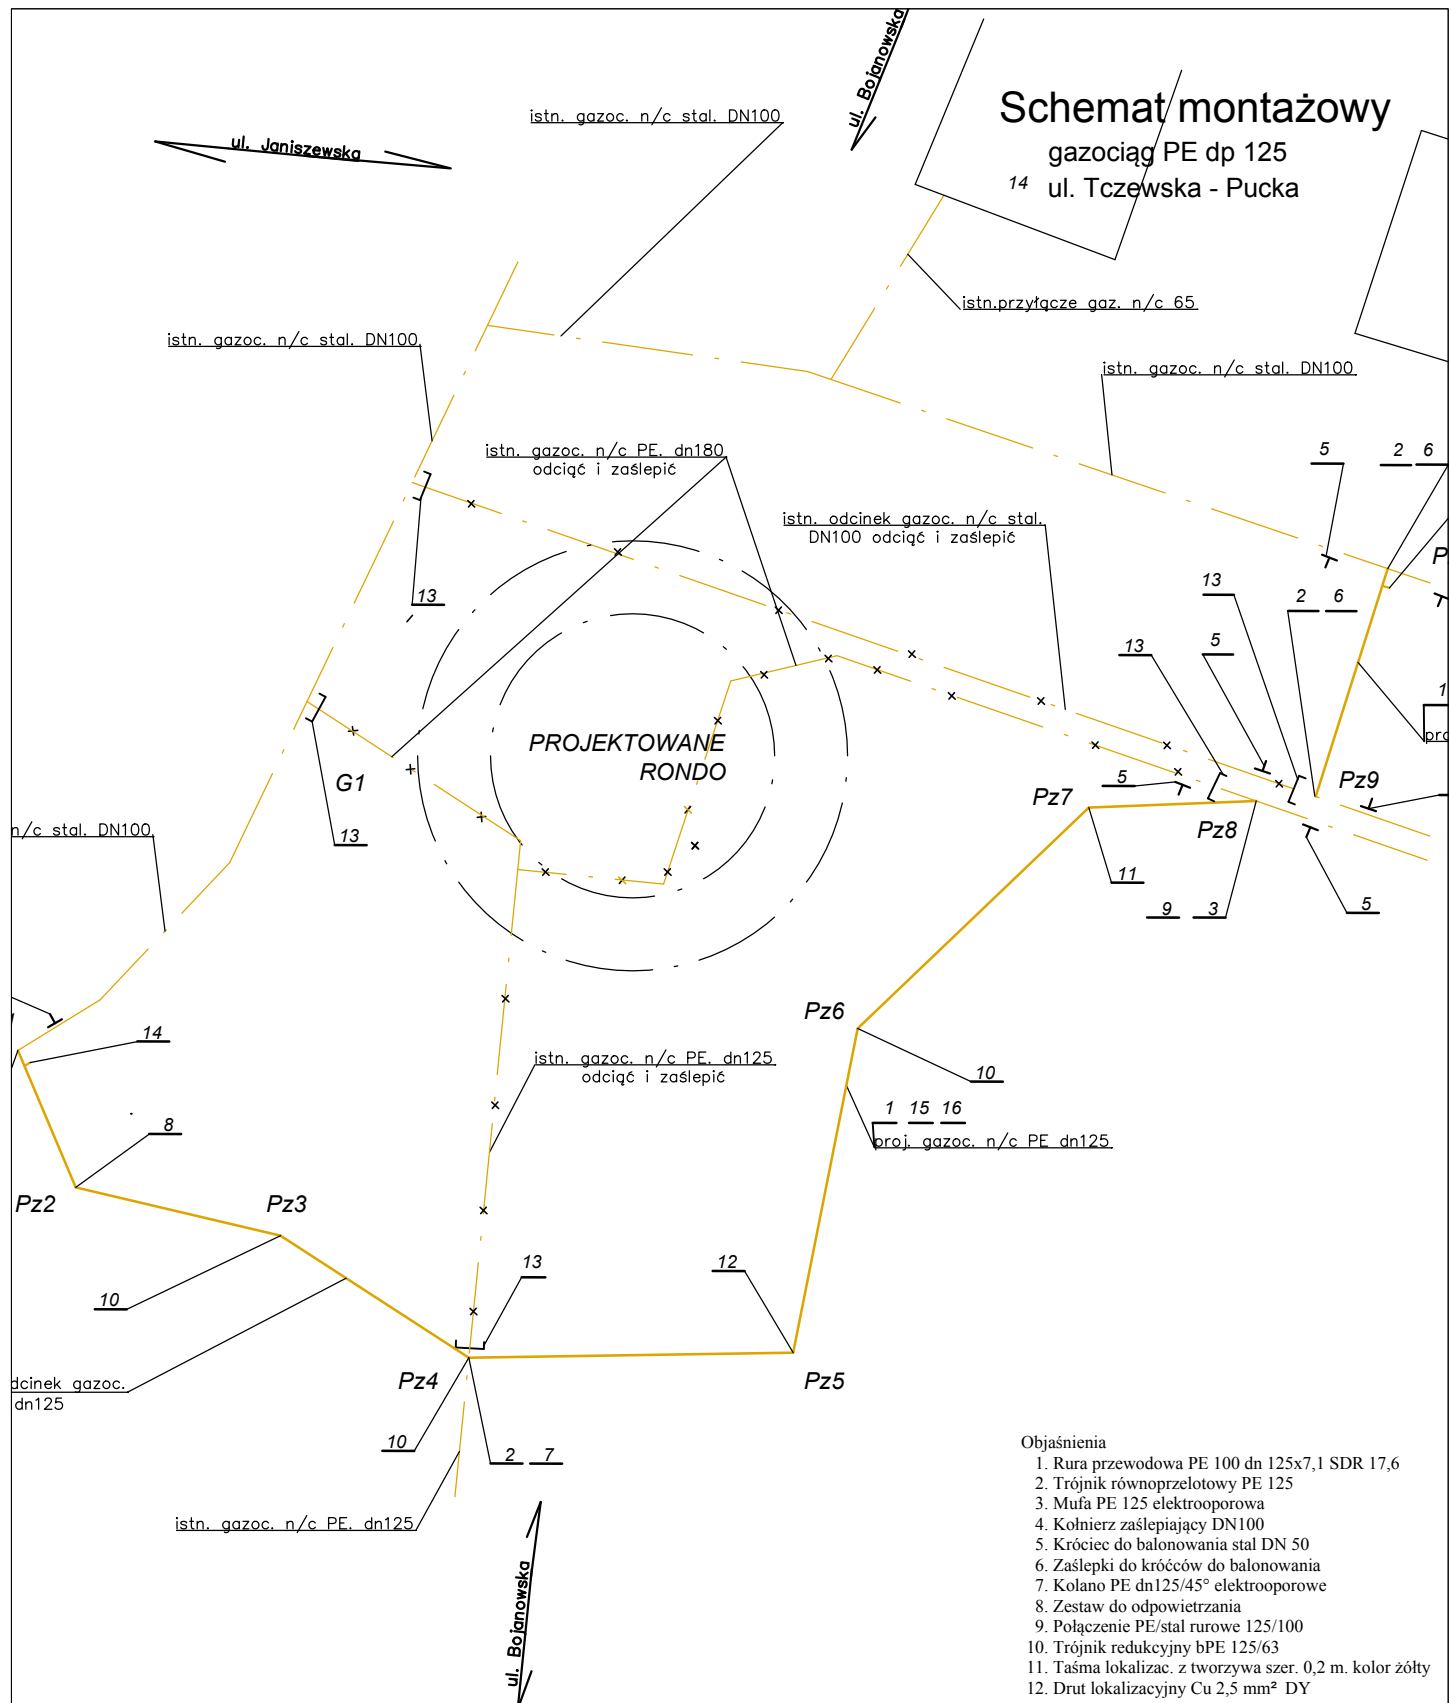 ul. Bojanowska
Schemat montażowy
gazociąg PE dp 125
14 ul. Tczewska - Pucka
istn. gazoc. n/c stal. DN100
ul. Janiszewska
istn.przyłącze gaz. n/c 65
istn. gazoc. n/c stal. DN100
istn. gazoc. n/c stal. DN100
istn. gazoc. n/c PE. dn180
odciąć i zaślepić
5
2 6
istn. odcinek gazoc. n/c stal.
DN100 odciąć i zaślepić
P
13
13
2 6
13
5
1
pro
PROJEKTOWANE
RONDO
G1
5
Pz9
Pz7
Pz8
n/c stal. DN100
13
11
9 3
5
Pz6
14
istn. gazoc. n/c PE. dn125
odciąć i zaślepić
10
8
1 15 16
proj. gazoc. n/c PE dn125
Pz2
Pz3
13
12
10
Pz4
Pz5
dcinek gazoc.
dn125
10
2 7
istn. gazoc. n/c PE. dn125
ul. Bojanowska
Objaśnienia
1. Rura przewodowa PE 100 dn 125x7,1 SDR 17,6
2. Trójnik równoprzelotowy PE 125
3. Mufa PE 125 elektrooporowa
4. Kołnierz zaślepiający DN100
5. Króciec do balonowania stal DN 50
6. Zaślepki do króćców do balonowania
7. Kolano PE dn125/45° elektrooporowe
8. Zestaw do odpowietrzania
9. Połączenie PE/stal rurowe 125/100
10. Trójnik redukcyjny bPE 125/63
11. Taśma lokalizac. z tworzywa szer. 0,2 m. kolor żółty
12. Drut lokalizacyjny Cu 2,5 mm² DY